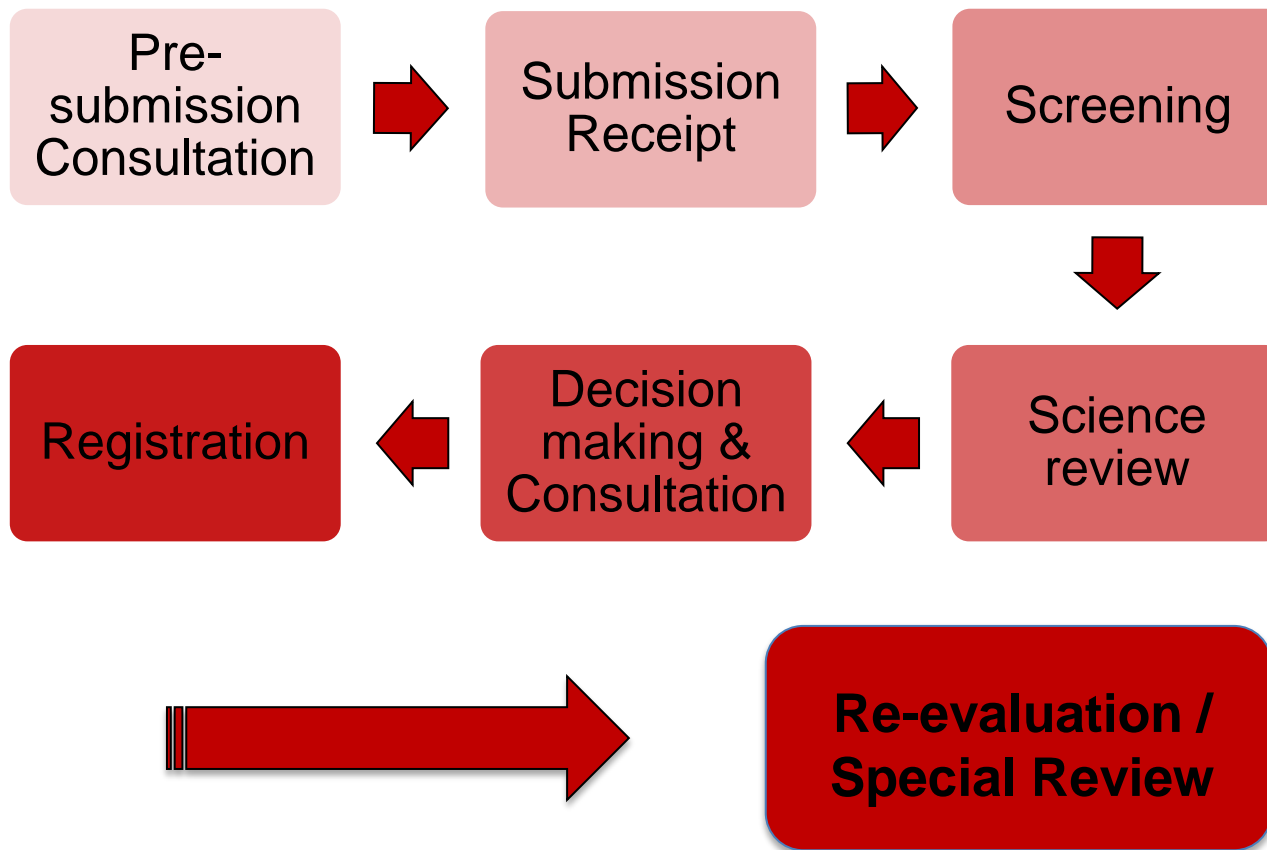 Pre-
submission
Consultation
Submission
Receipt
Screening
Registration
Decision
making &
Consultation
Science
review
Re-evaluation /
Special Review